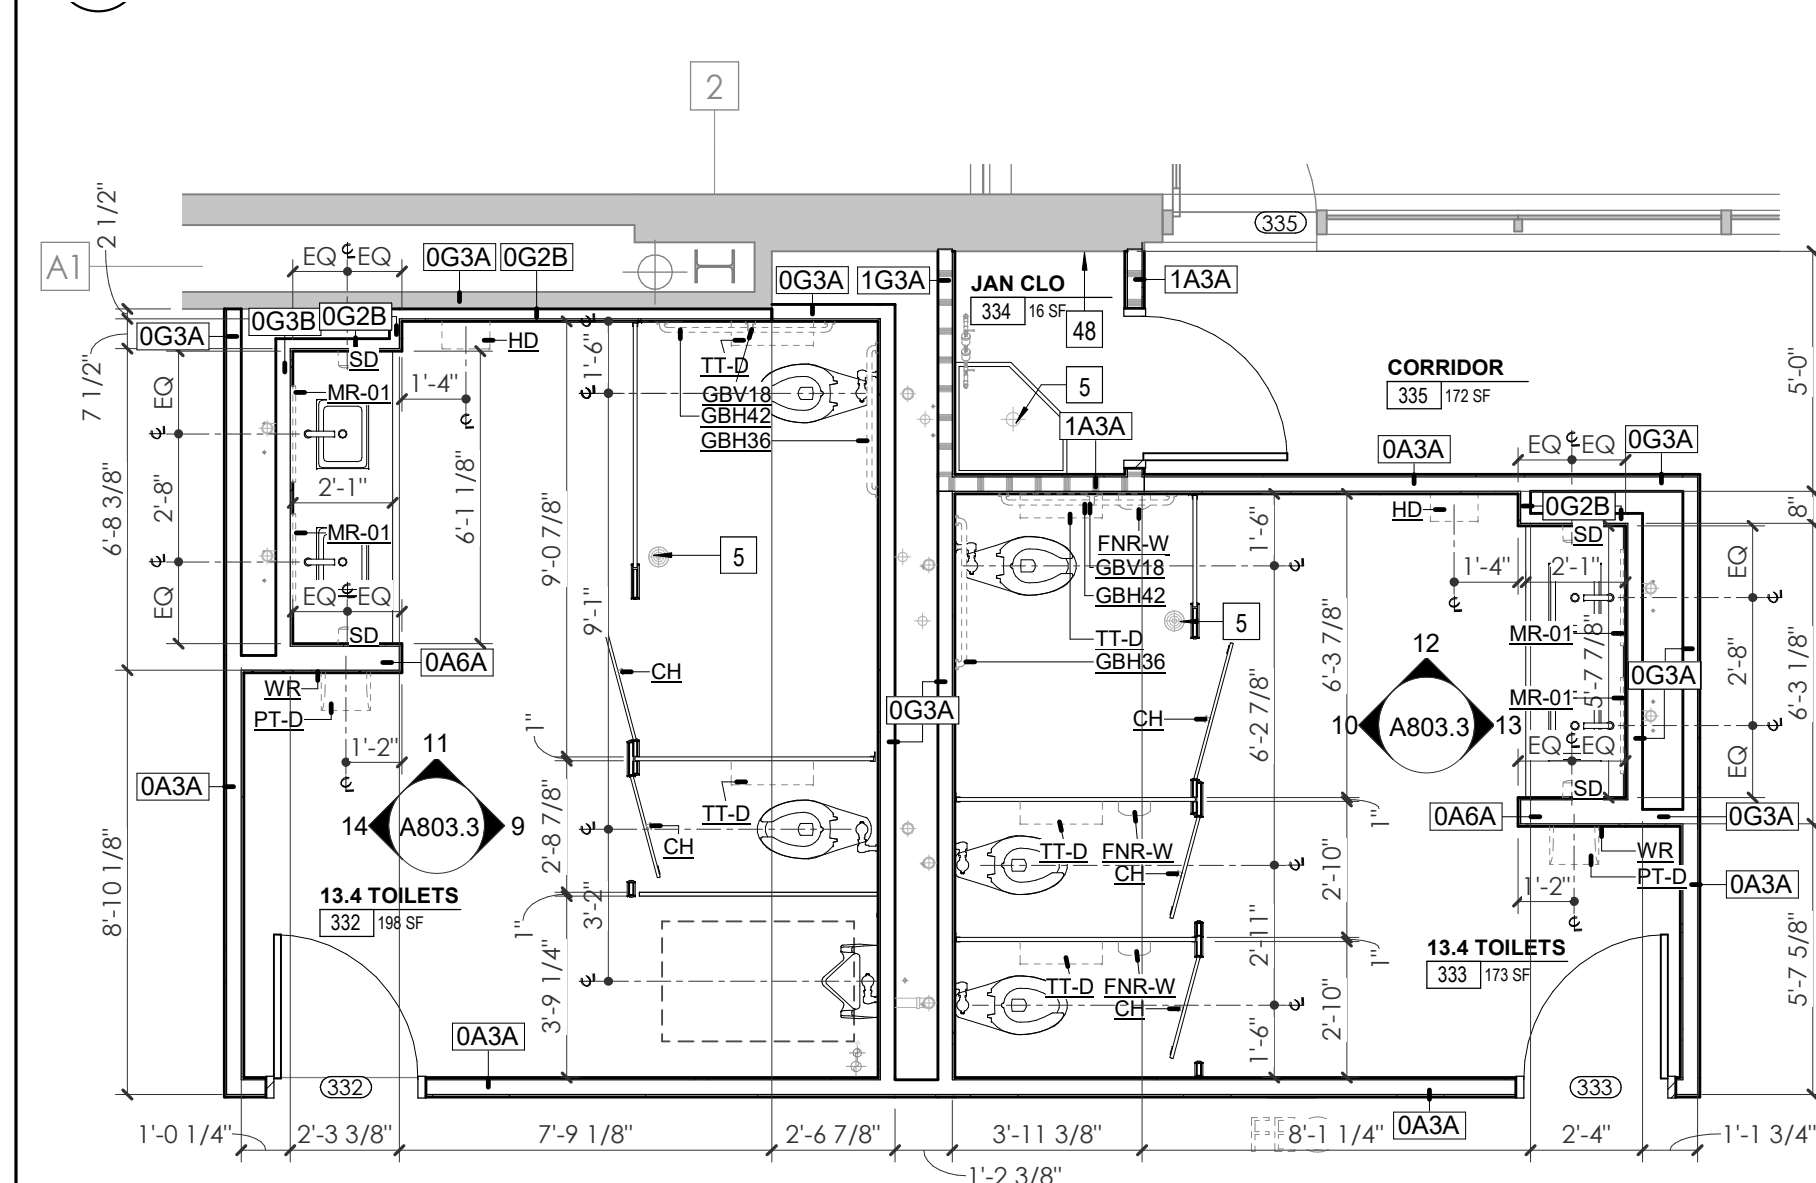 2
A1
2 1/2"
EQ ℄ EQ
0G3A
0G2B
335
0G3A
1G3A
JAN CLO
334
16 SF
1A3A
0G3A
0G3B
0G2B
HD
48
7 1/2"
SD
1'-4"
℄
1'-6"
℄
℄
TT-D
GBV18
GBH42
GBH36
MR-01
EQ
℄
2'-8"
℄
EQ
2'-1"
6'-1 1/8"
6'-8 3/8"
MR-01
EQ ℄ EQ
SD
0A6A
WR
PT-D
1'-2"
℄
9'-0 7/8"
9'-1"
5
CH
5
1A3A
CORRIDOR
335
172 SF
5'-0"
0A3A
EQ ℄ EQ
0G3A
HD
0G2B
8"
SD
1'-4"
℄
2'-1"
FNR-W
GBV18
GBH42
TT-D
GBH36
5
1'-6"
℄
6'-3 7/8"
6'-2 7/8"
CH
0G3A
12
10
A803.3
13
MR-01
5'-7 7/8"
MR-01
0G3A
EQ
℄
2'-8"
℄
EQ
6'-3 1/8"
EQ ℄ EQ
SD
0A6A
0G3A
WR
PT-D
1'-2"
℄
0A3A
0A3A
11
14
A803.3
9
1"
2'-8 7/8"
℄
TT-D
CH
3'-2"
1"
3'-9 1/4"
℄
8'-10 1/8"
13.4 TOILETS
332
198 SF
0A3A
332
TT-D
FNR-W
CH
℄
1"
2'-10"
2'-11"
1"
TT-D
FNR-W
CH
℄
1'-6"
2'-10"
13.4 TOILETS
333
173 SF
5'-7 5/8"
333
0A3A
1'-0 1/4"
2'-3 3/8"
7'-9 1/8"
2'-6 7/8"
1'-2 3/8"
3'-11 3/8"
8'-1 1/4"
2'-4"
1'-1 3/4"